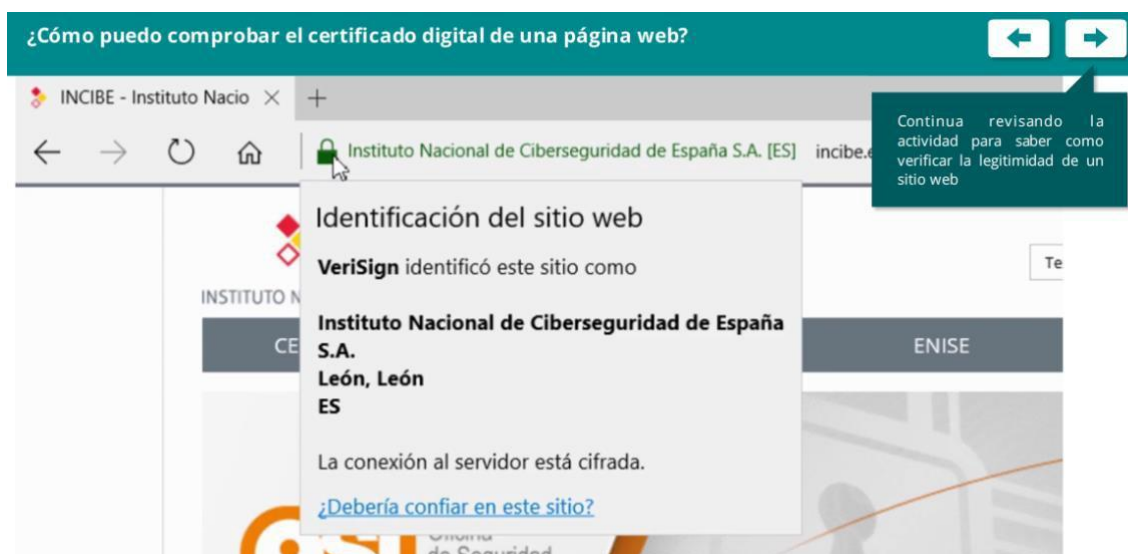 ¿Cómo puedo comprobar el certificado digital de una página web?
INCIBE - Instituto Nacio
Instituto Nacional de Ciberseguridad de España S.A. [ES] incibe.e
Continua revisando la
actividad para saber como
verificar la legitimidad de un
sitio web
Identificación del sitio web
VeriSign identificó este sitio como
Te
INSTITUTO N
Instituto Nacional de Ciberseguridad de España
S.A.
CE
ENISE
León, León
ES
La conexión al servidor está cifrada.
¿Debería confiar en este sitio?
de Seguridad